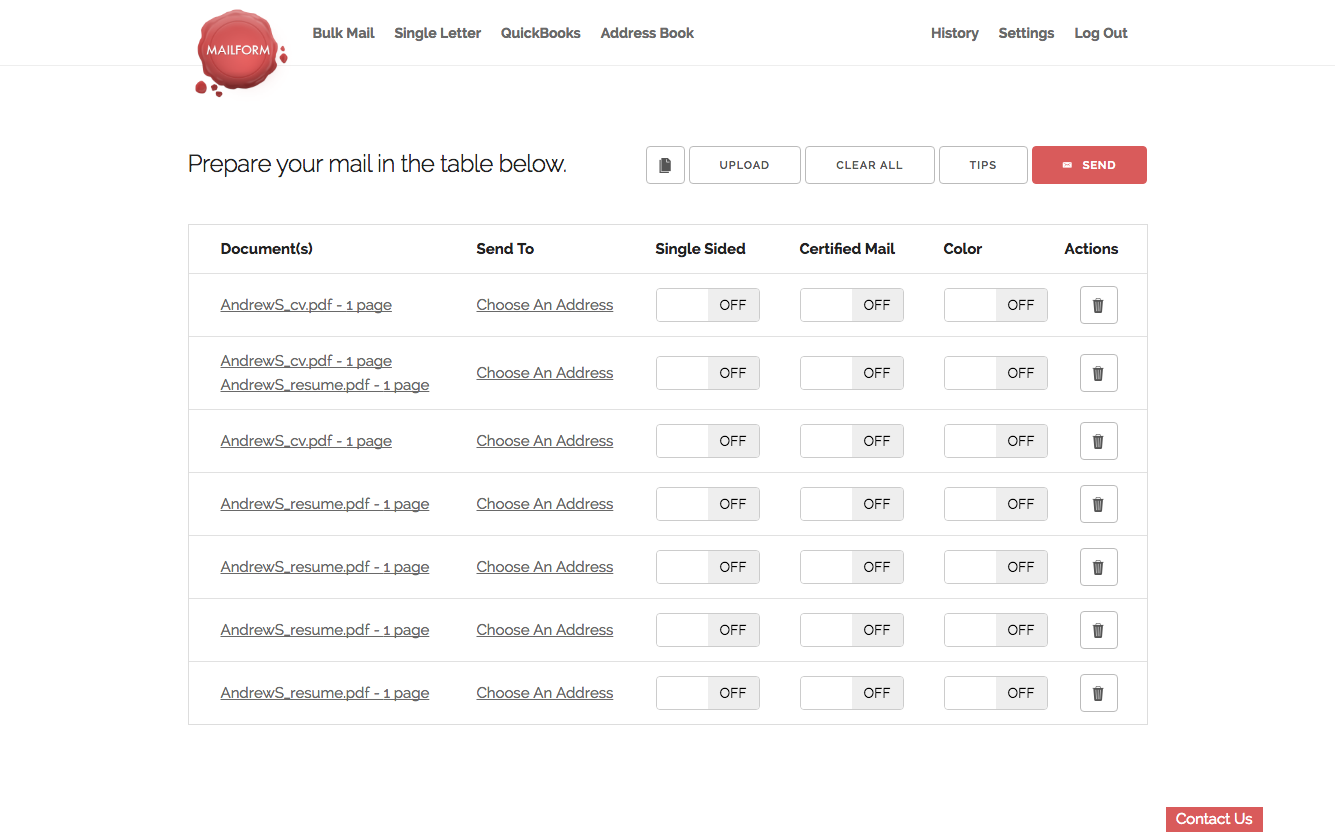 MAILFORM
Bulk Mail Single Letter QuickBooks Address Book History Settings Log Out
Prepare your mail in the table below. UPLOAD CLEAR ALL TIPS SEND
Document(s) Send To Single Sided Certified Mail Color Actions
AndrewS_cv.pdf - 1 page Choose An Address OFF OFF OFF
AndrewS_cv.pdf - 1 page
AndrewS_resume.pdf - 1 page Choose An Address OFF OFF OFF
AndrewS_cv.pdf - 1 page Choose An Address OFF OFF OFF
AndrewS_resume.pdf - 1 page Choose An Address OFF OFF OFF
AndrewS_resume.pdf - 1 page Choose An Address OFF OFF OFF
AndrewS_resume.pdf - 1 page Choose An Address OFF OFF OFF
AndrewS_resume.pdf - 1 page Choose An Address OFF OFF OFF
Contact Us